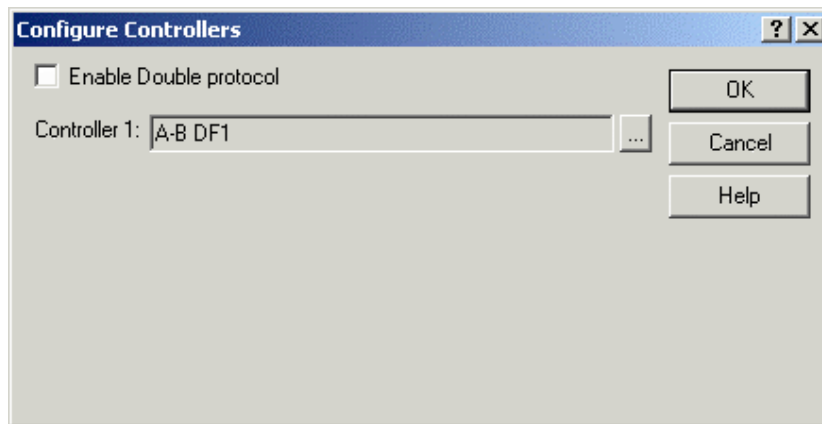 Configure Controllers
Enable Double protocol
OK
Controller 1: A-B DF1 ...
Cancel
Help